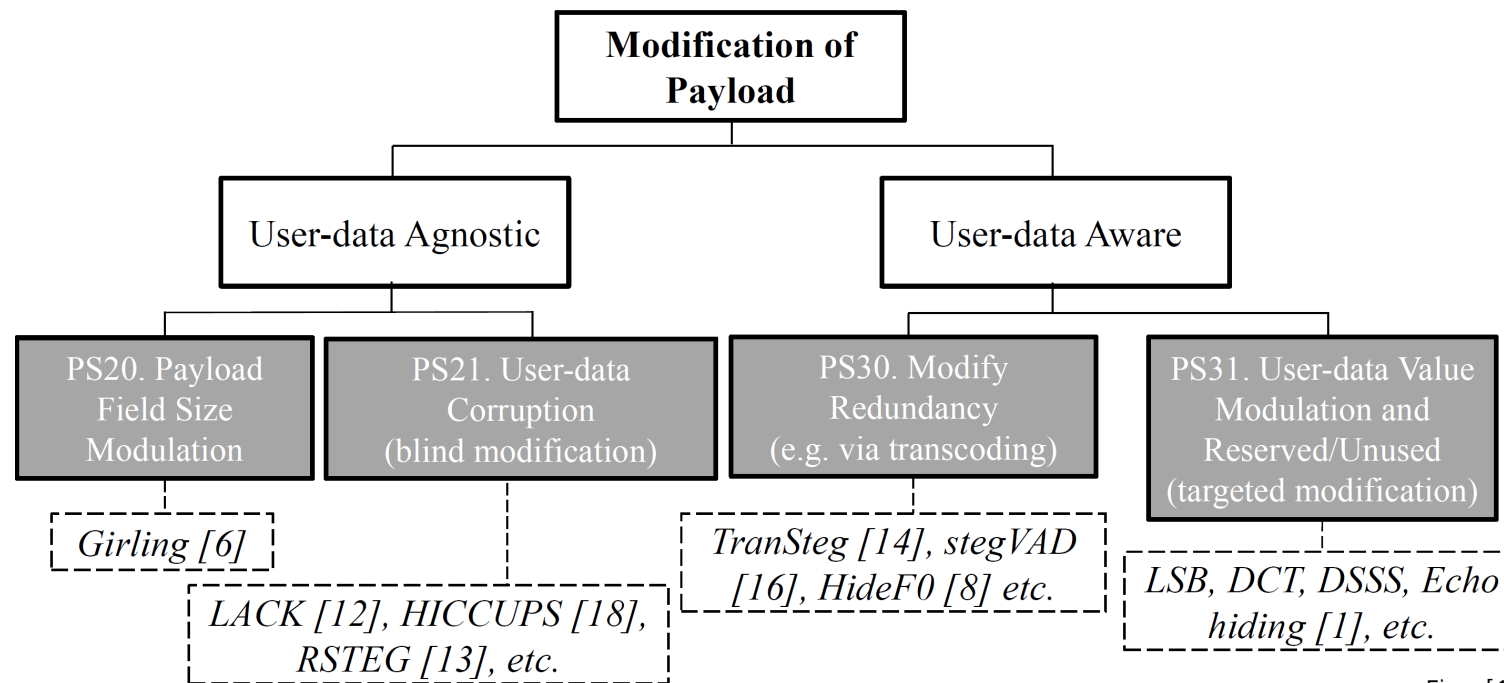 Modification of
Payload
User-data Agnostic
User-data Aware
PS20. Payload
Field Size
Modulation
PS21. User-data
Corruption
(blind modification)
PS30. Modify
Redundancy
(e.g. via transcoding)
PS31. User-data Value
Modulation and
Reserved/Unused
(targeted modification)
Girling [6]
LACK [12], HICCUPS [18],
RSTEG [13], etc.
TranSteg [14], stegVAD
[16], HideF0 [8] etc.
LSB, DCT, DSSS, Echo
hiding [1], etc.